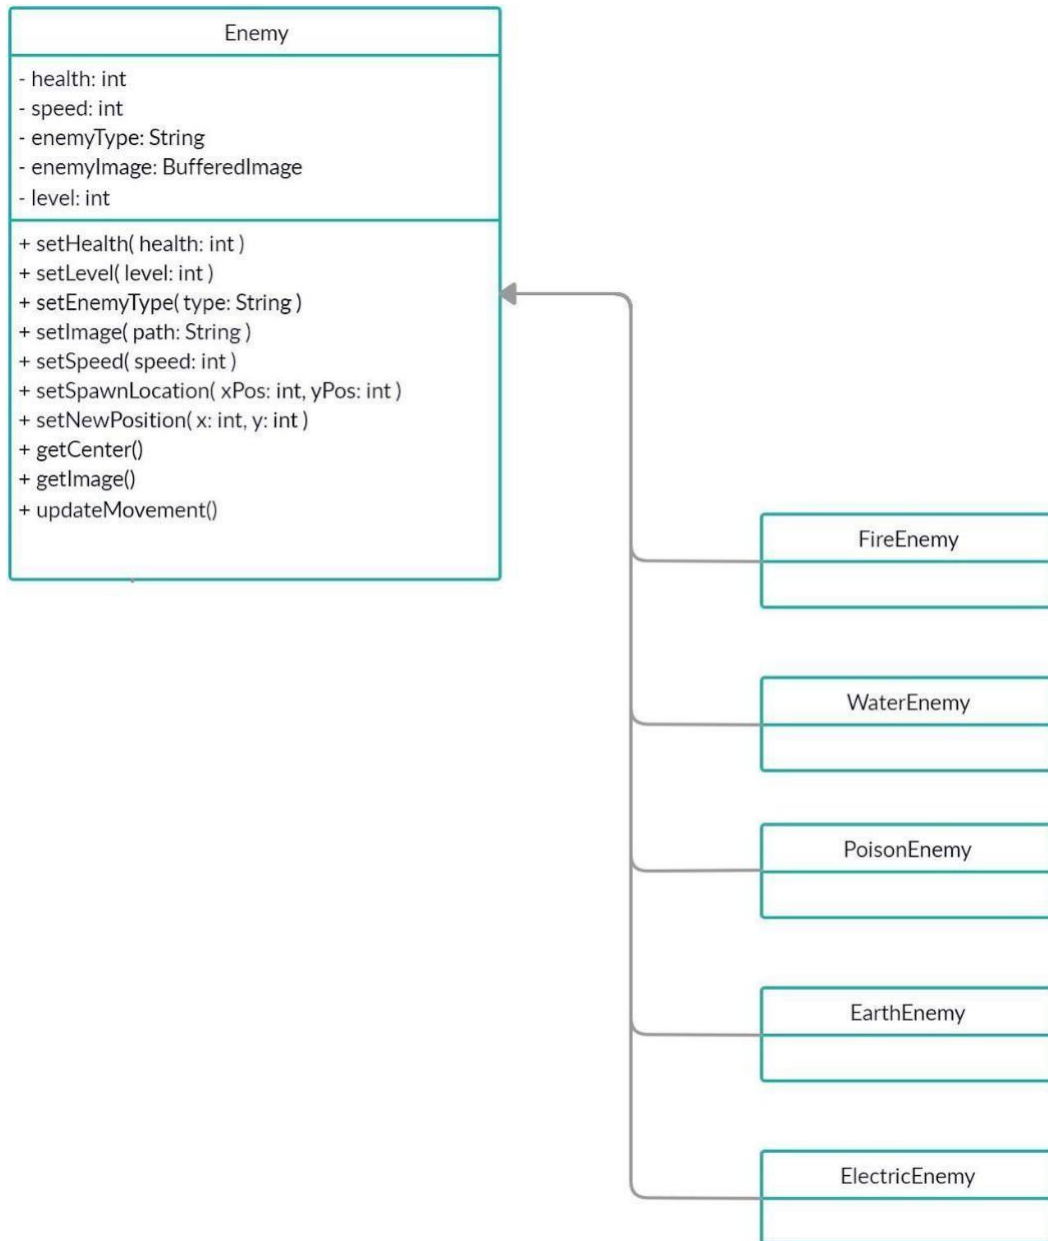 Enemy
- health: int
- speed: int
- enemyType: String
- enemyImage: BufferedImage
- level: int
+ setHealth( health: int )
+ setLevel( level: int )
+ setEnemyType( type: String )
+ setImage( path: String )
+ setSpeed( speed: int )
+ setSpawnLocation( xPos: int, yPos: int )
+ setNewPosition( x: int, y: int )
+ getCenter()
+ getImage()
+ updateMovement()
FireEnemy
WaterEnemy
PoisonEnemy
EarthEnemy
ElectricEnemy